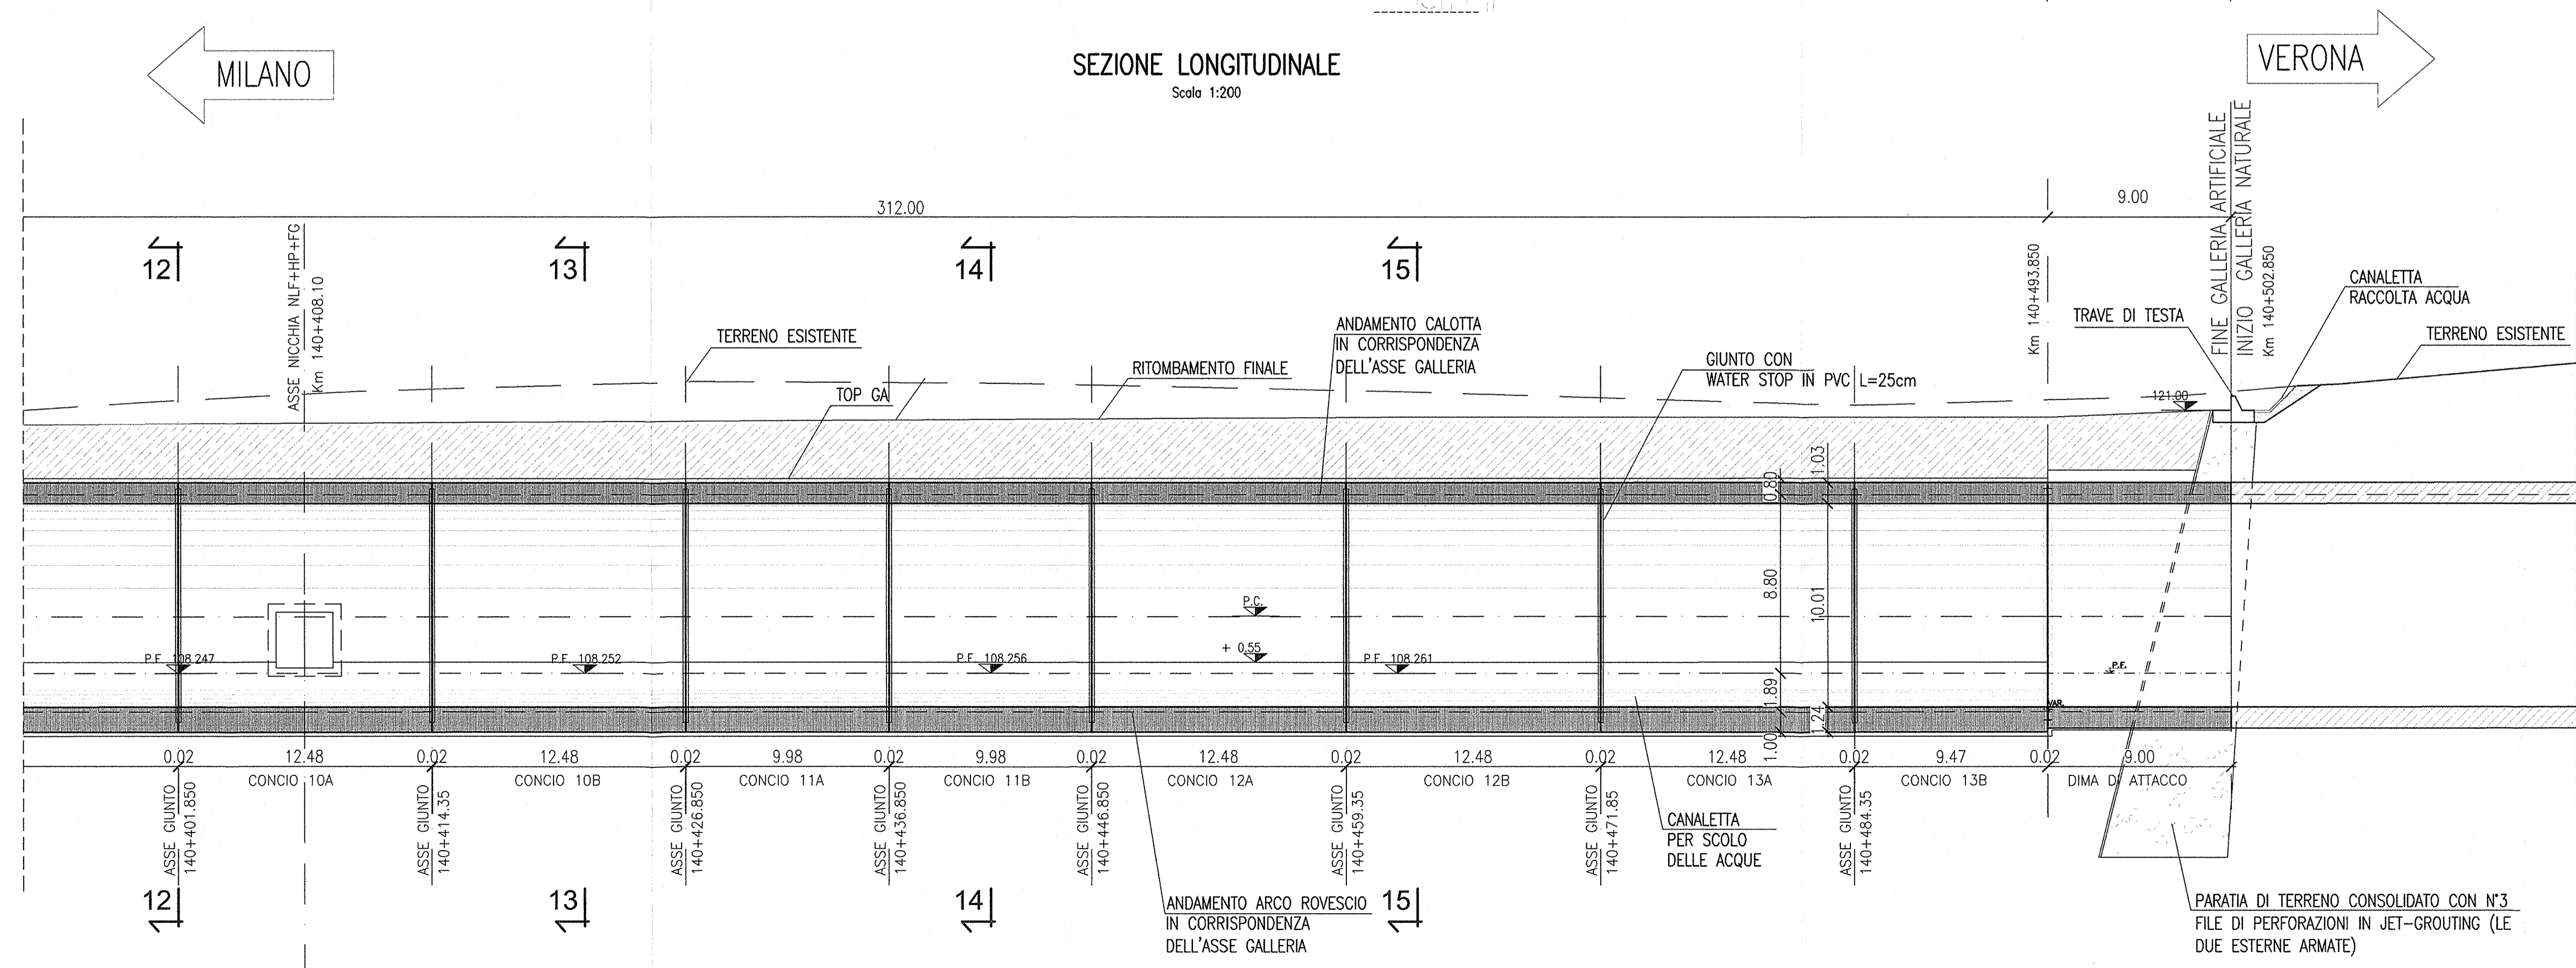 MILANO
SEZIONE LONGITUDINALE
Scala 1:200
VERONA
312.00
9.00
12
13
14
15
ASSE NICCHIA NLF+HP+FG
Km 140+408.10
Km 140+493.850
FINE GALLERIA ARTIFICIALE
INIZIO GALLERIA NATURALE
Km 140+502.850
CANALETTA
RACCOLTA ACQUA
TRAVE DI TESTA
TERRENO ESISTENTE
TERRENO ESISTENTE
TOP GA
RITOMBAMENTO FINALE
ANDAMENTO CALOTTA
IN CORRISPONDENZA
DELL'ASSE GALLERIA
GIUNTO CON
WATER STOP IN PVC L=25cm
121.00
1.03
0.80
8.80
10.01
1.89
1.24
1.00
P.C.
+ 0.55
P.F. 108.247
P.F. 108.252
P.F. 108.256
P.F. 108.261
P.F.
VAR.
0.02 12.48 0.02 12.48 0.02 9.98 0.02 9.98 0.02 12.48 0.02 12.48 0.02 12.48 0.02 9.47 0.02 9.00
CONCIO 10A CONCIO 10B CONCIO 11A CONCIO 11B CONCIO 12A CONCIO 12B CONCIO 13A CONCIO 13B DIMA DI ATTACCO
ASSE GIUNTO
140+401.850
ASSE GIUNTO
140+414.35
ASSE GIUNTO
140+426.850
ASSE GIUNTO
140+436.850
ASSE GIUNTO
140+446.850
ASSE GIUNTO
140+459.35
ASSE GIUNTO
140+471.85
ASSE GIUNTO
140+484.35
CANALETTA
PER SCOLO
DELLE ACQUE
12
13
14
15
ANDAMENTO ARCO ROVESCIO
IN CORRISPONDENZA
DELL'ASSE GALLERIA
PARATIA DI TERRENO CONSOLIDATO CON N°3
FILE DI PERFORAZIONI IN JET-GROUTING (LE
DUE ESTERNE ARMATE)